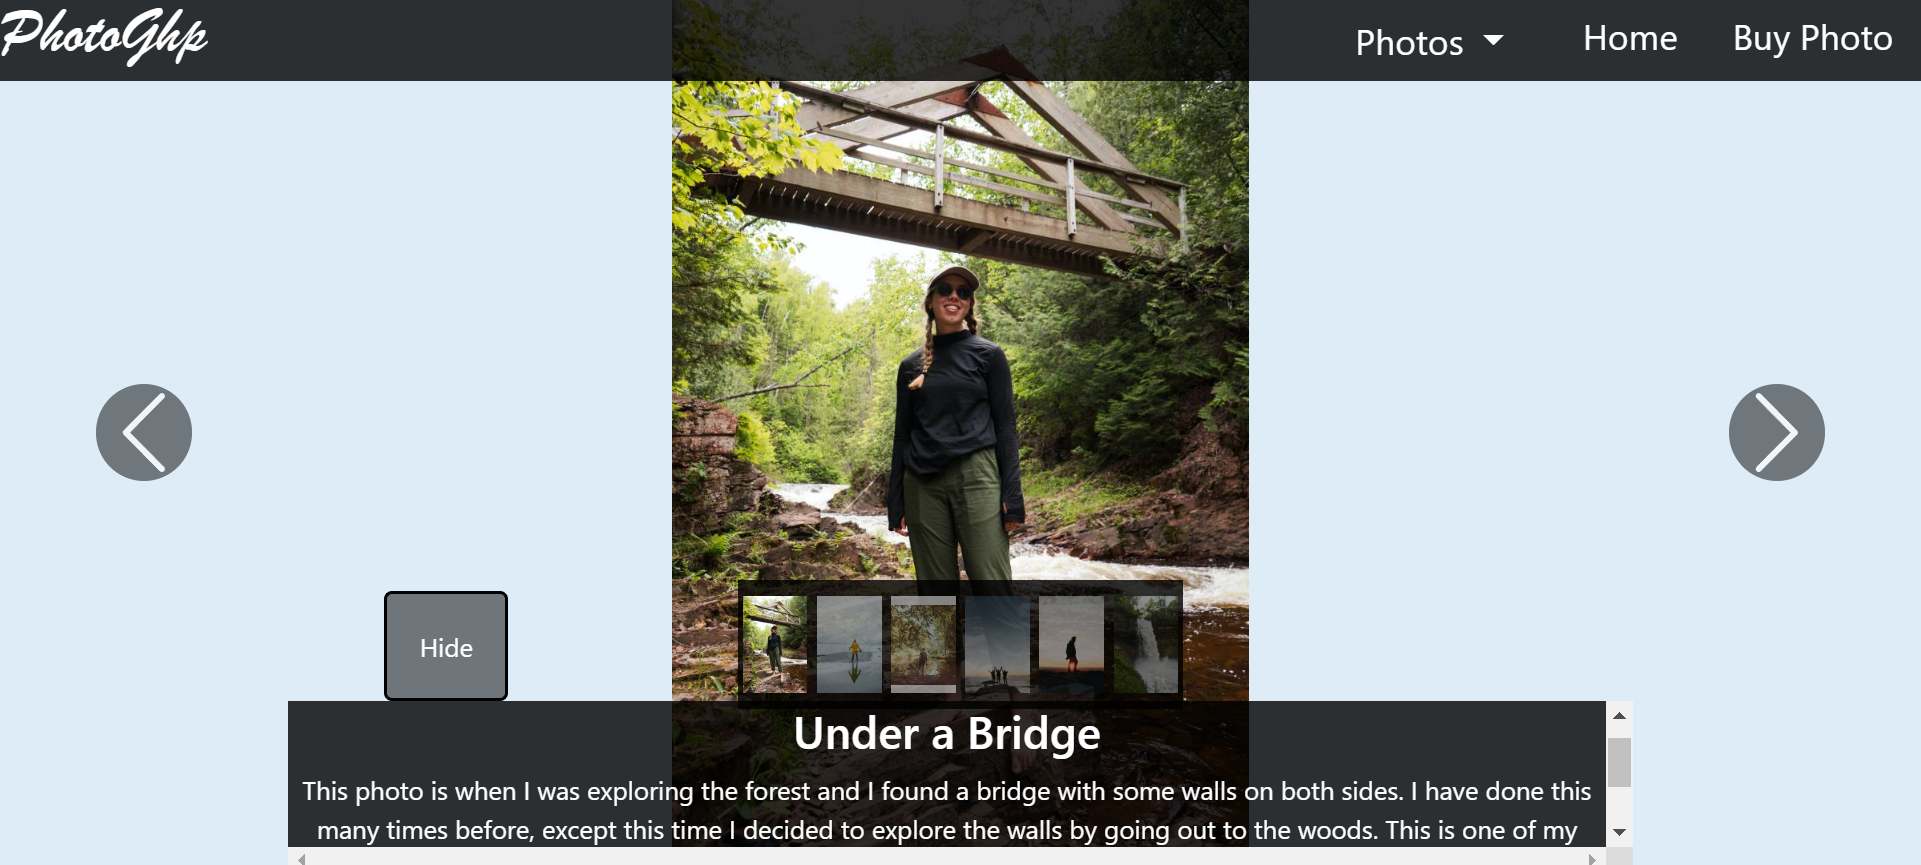 PhotoGhp
Photos
Home
Buy Photo
Hide
Under a Bridge
This photo is when I was exploring the forest and I found a bridge with some walls on both sides. I have done this
many times before, except this time I decided to explore the walls by going out to the woods. This is one of my